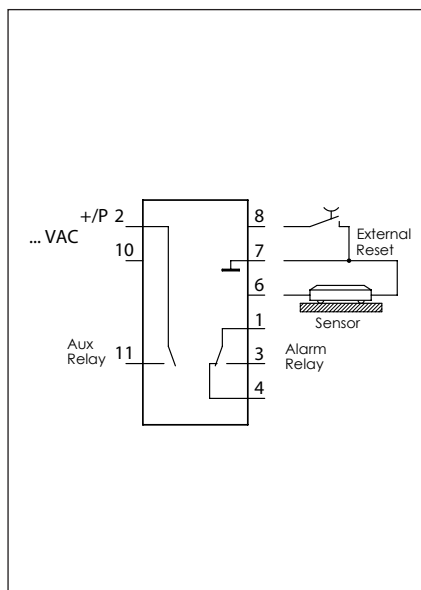 +/P 2
... VAC
10
Aux
Relay
11
8
7
6
1
3
4
External
Reset
Sensor
Alarm
Relay